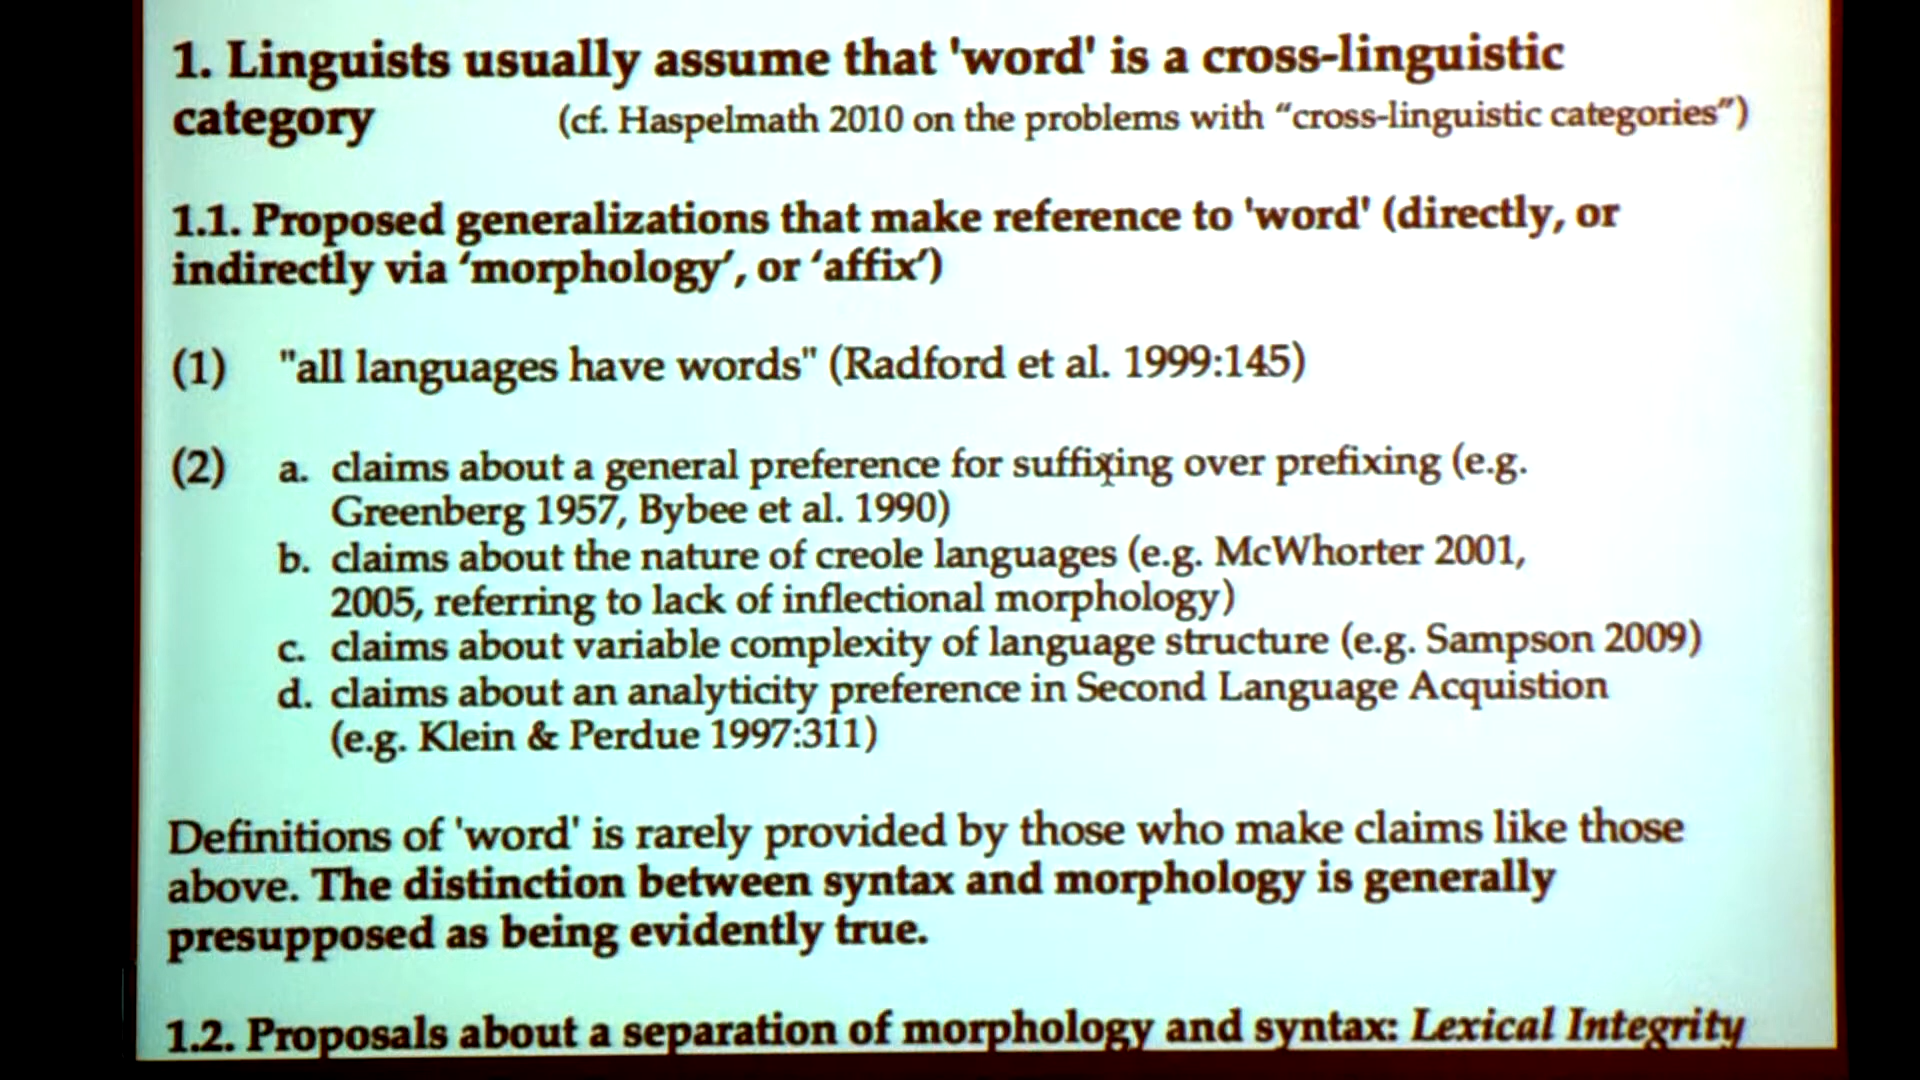 1. Linguists usually assume that 'word' is a cross-linguistic
category (cf. Haspelmath 2010 on the problems with “cross-linguistic categories”)
1.1. Proposed generalizations that make reference to 'word' (directly, or
indirectly via ‘morphology’, or ‘affix’)
(1) "all languages have words" (Radford et al. 1999:145)
(2) a. claims about a general preference for suffixing over prefixing (e.g.
Greenberg 1957, Bybee et al. 1990)
b. claims about the nature of creole languages (e.g. McWhorter 2001,
2005, referring to lack of inflectional morphology)
c. claims about variable complexity of language structure (e.g. Sampson 2009)
d. claims about an analyticity preference in Second Language Acquistion
(e.g. Klein & Perdue 1997:311)
Definitions of 'word' is rarely provided by those who make claims like those
above. The distinction between syntax and morphology is generally
presupposed as being evidently true.
1.2. Proposals about a separation of morphology and syntax: Lexical Integrity